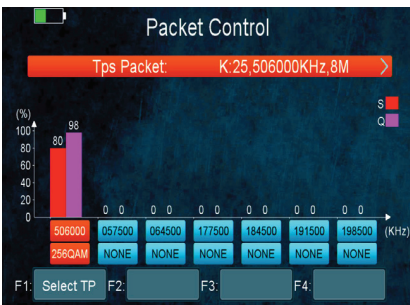 Packet Control
Tps Packet: K:25,506000KHz,8M
S
Q
(%)
100
80
60
40
20
0
80 98
0 0 0 0 0 0 0 0 0 0 0 0
506000 057500 064500 177500 184500 191500 198500 (KHz)
256QAM NONE NONE NONE NONE NONE NONE
F1: Select TP F2: F3: F4: